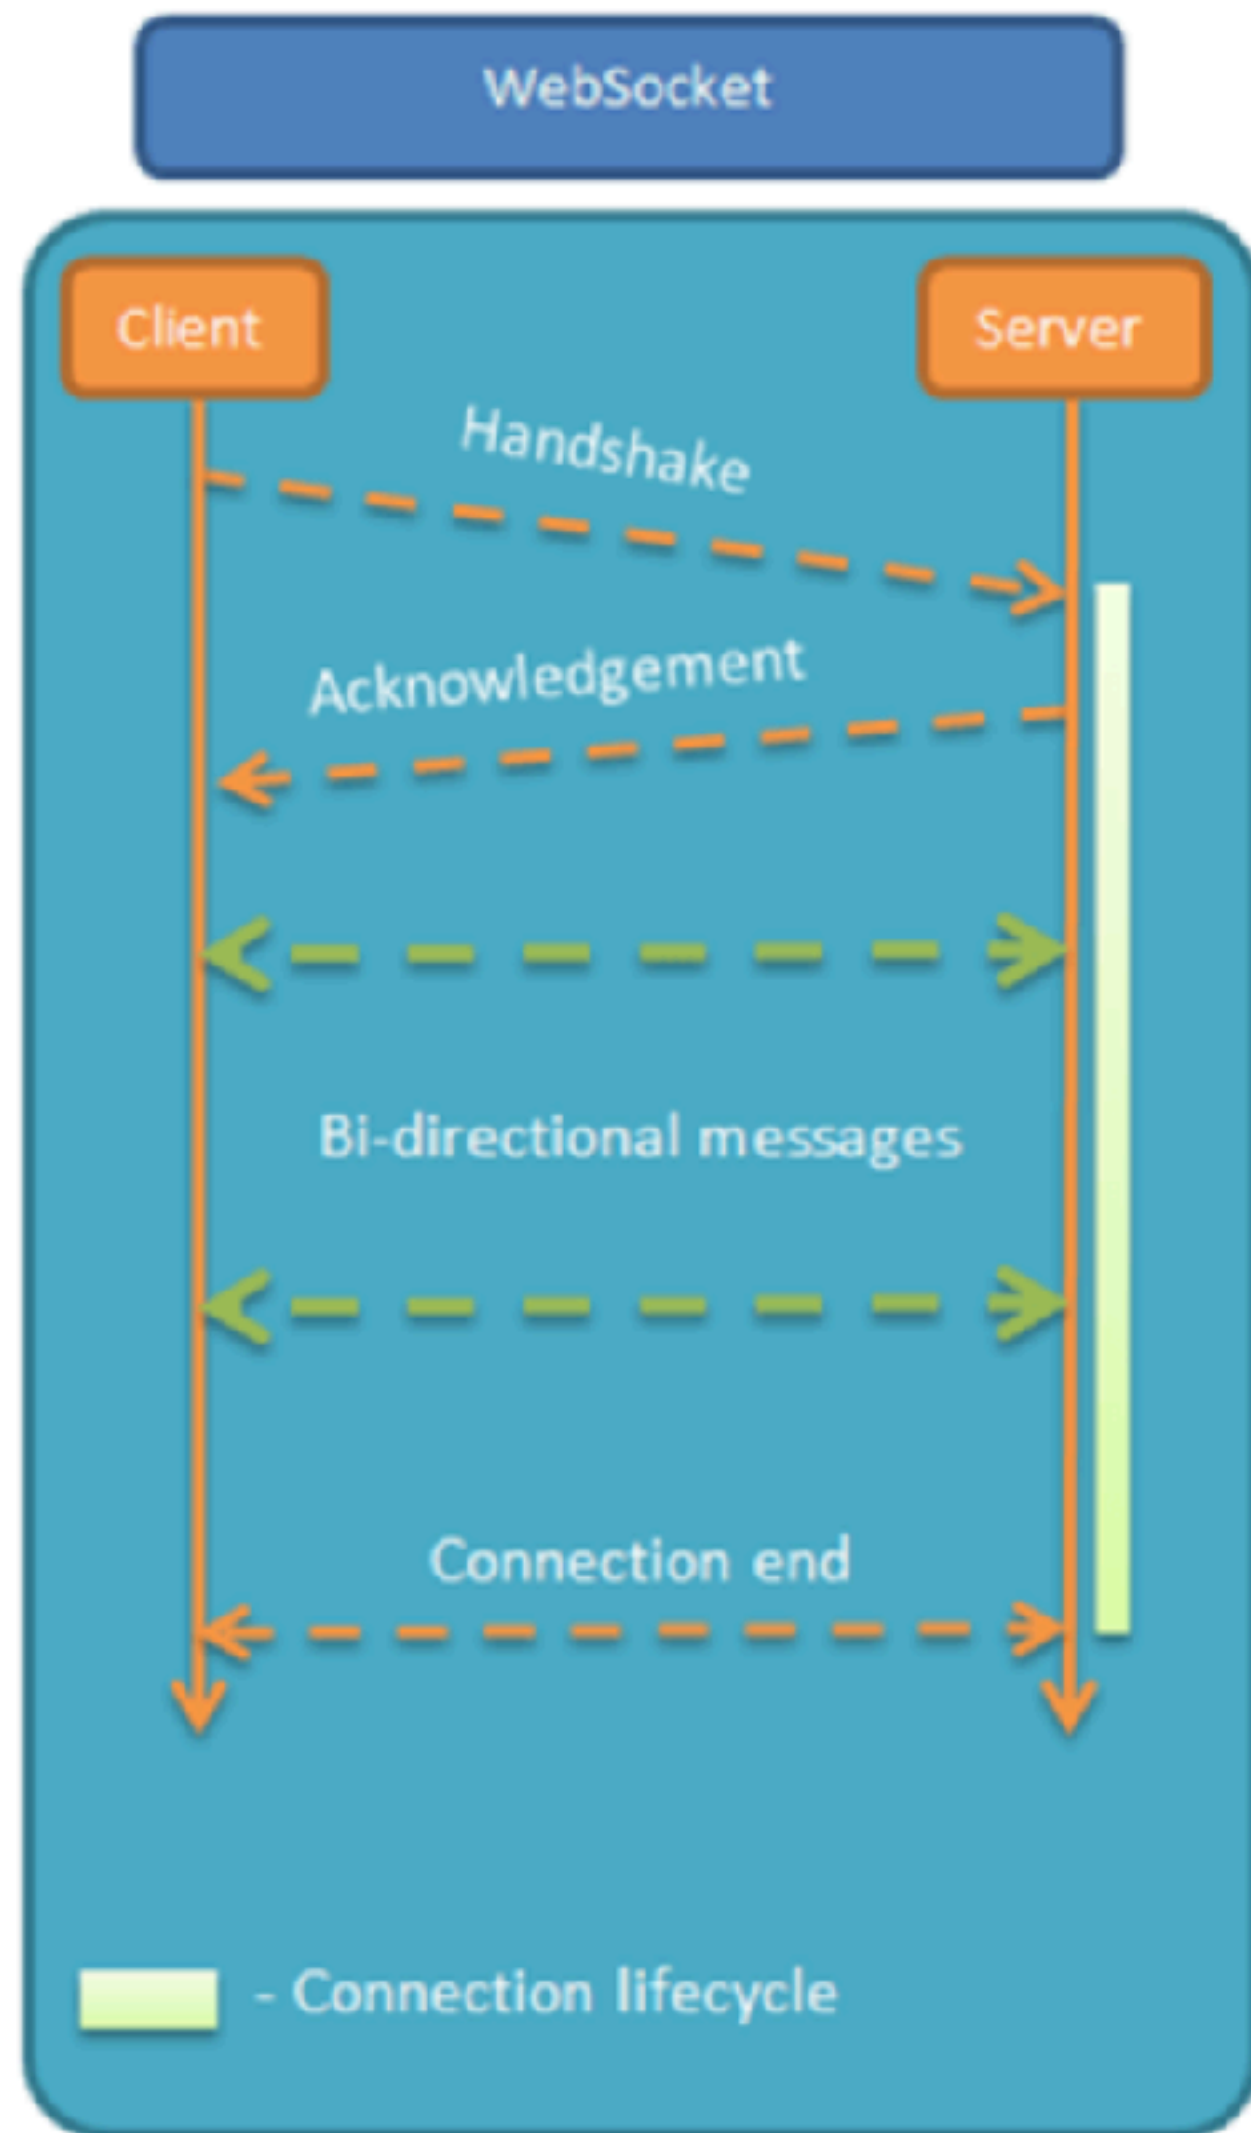 WebSocket
Client
Server
Handshake
Acknowledgement
Bi-directional messages
Connection end
- Connection lifecycle